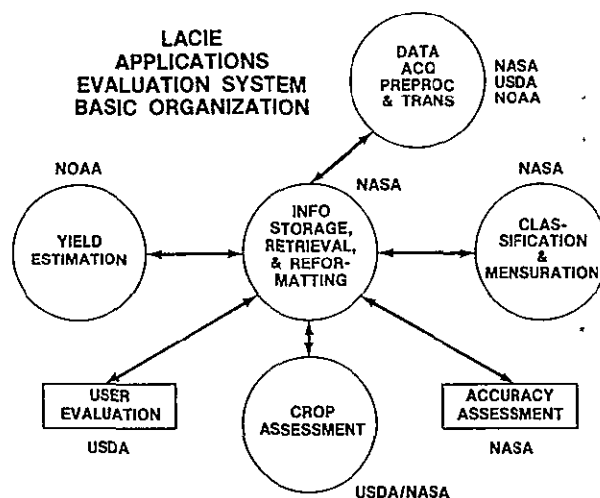 LACIE
APPLICATIONS
EVALUATION SYSTEM
BASIC ORGANIZATION
DATA
ACQ
PREPROC
& TRANS
NASA
USDA
NOAA
NOAA
YIELD
ESTIMATION
NASA
INFO
STORAGE,
RETRIEVAL,
& REFOR-
MATTING
NASA
CLAS-
SIFICATION
&
MENSURATION
USER
EVALUATION
USDA
CROP
ASSESSMENT
USDA/NASA
ACCURACY
ASSESSMENT
NASA